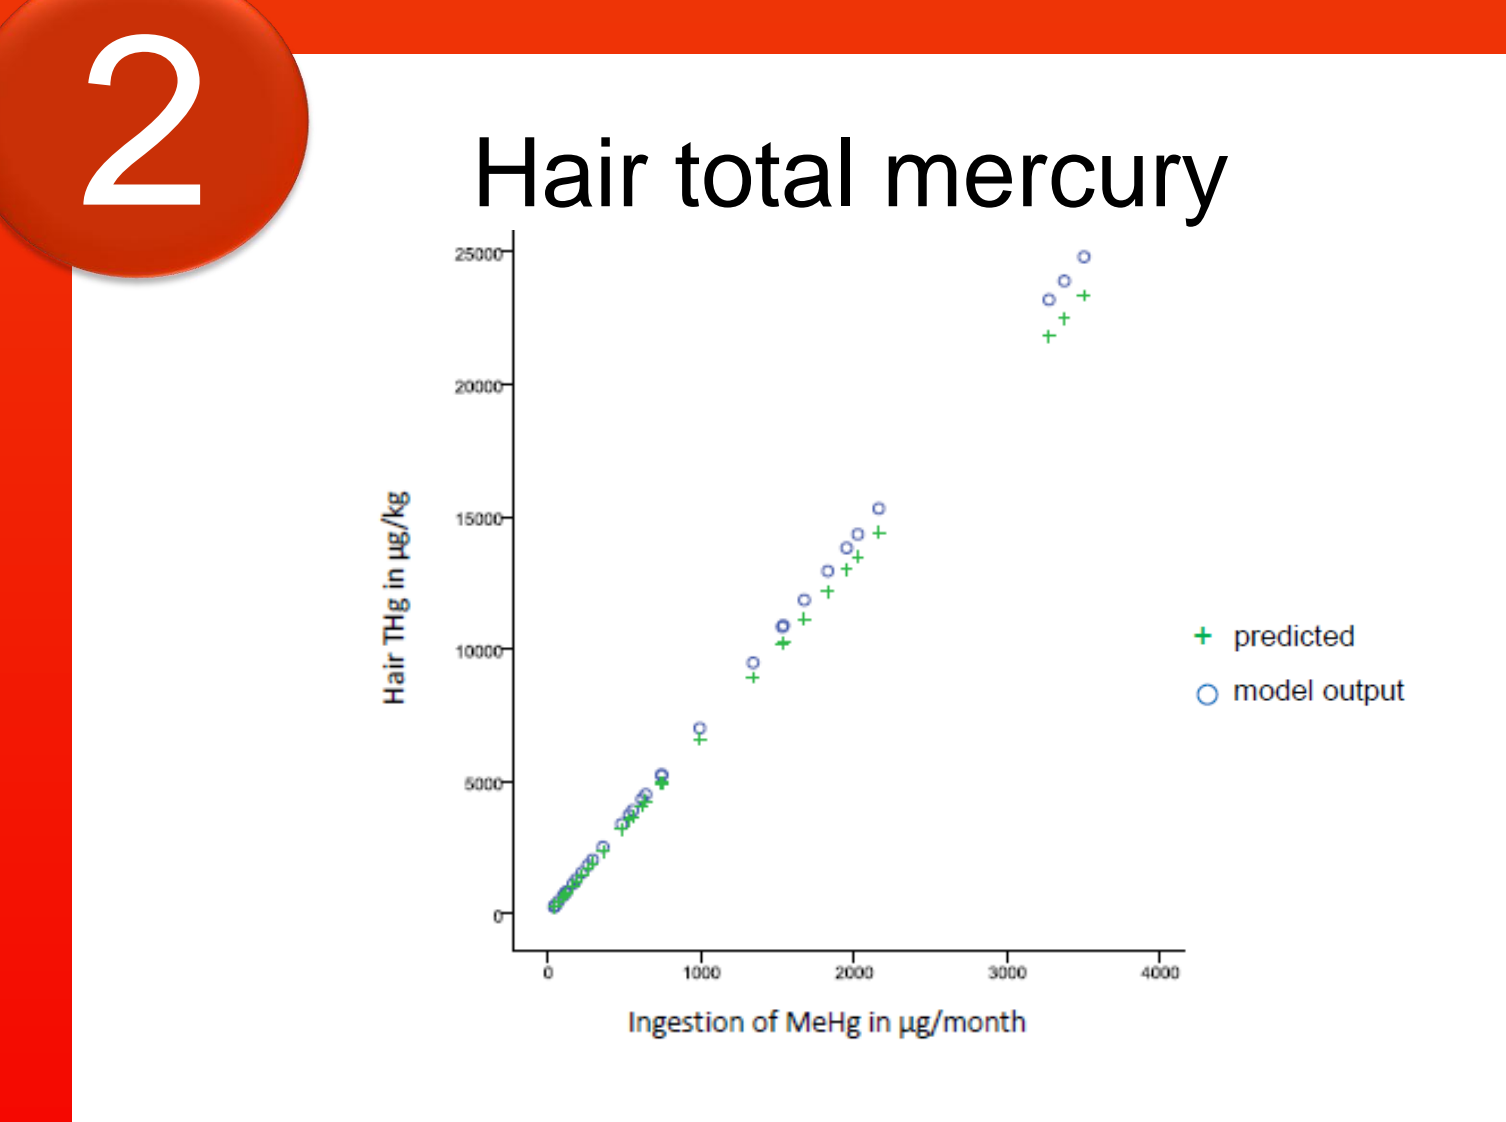 2
Hair total mercury
25000
20000
15000
10000
5000
0
Hair THg in µg/kg
0 1000 2000 3000 4000
Ingestion of MeHg in µg/month
+ predicted
model output